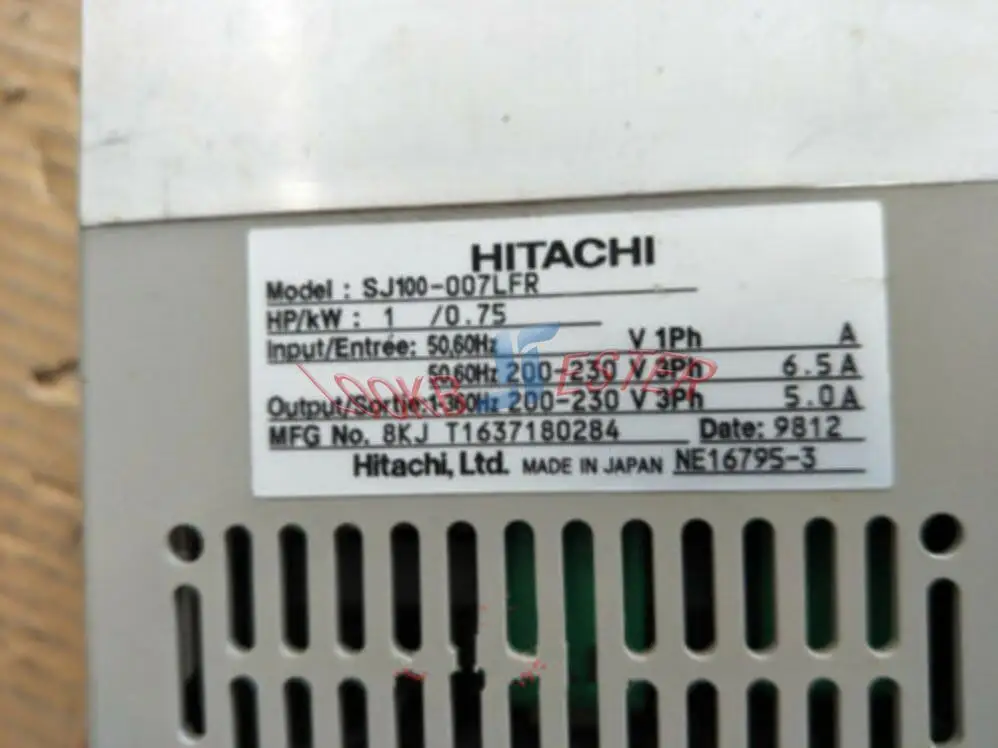 HITACHI
Model : SJ100-007LFR
HP/kW : 1 /0.75
Input/Entrée: 50,60Hz V 1Ph A
50,60Hz 200-230 V 3Ph 6.5A
Output/Sortie: 1-360Hz 200-230 V 3Ph 5.0A
MFG No. 8KJ T1637180284 Date: 9812
Hitachi, Ltd. MADE IN JAPAN NE16795-3